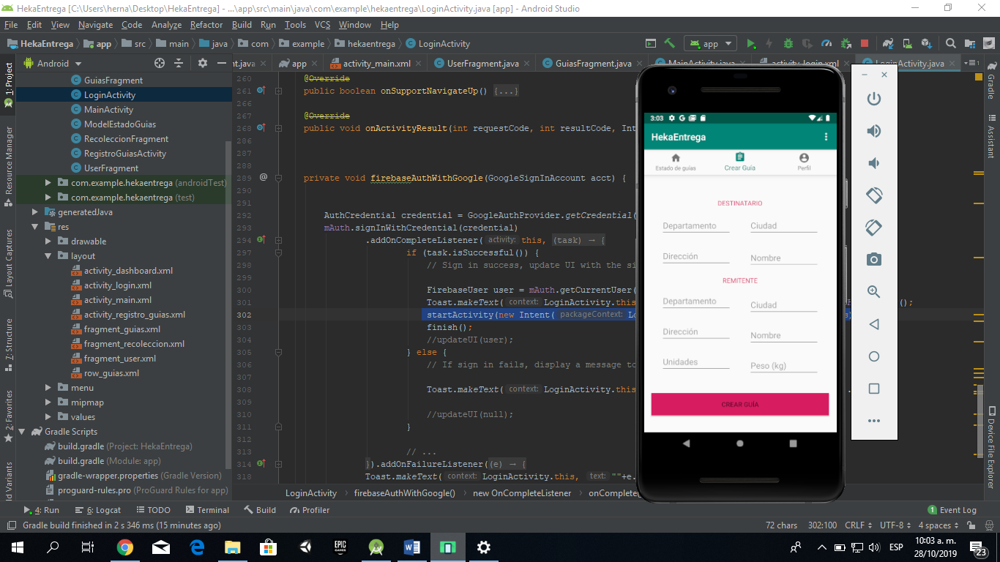 HekaEntrega [C:\Users\herna\Desktop\HekaEntrega] - ...\app\src\main\java\com\example\hekaentrega\LoginActivity.java [app] - Android Studio
File Edit View Navigate Code Analyze Refactor Build Run Tools VCS Window Help
HekaEntrega app src main java com example hekaentrega LoginActivity app
Android
nt.java app activity_main.xml UserFragment.java GuiasFragment.java MainActivity.java activity_login.xml LoginActivity.java
1: Project
Resource Manager
Layout Captures
7: Structure
2: Favorites
ld Variants
GuiasFragment
LoginActivity
MainActivity
ModelEstadoGuias
RecoleccionFragment
RegistroGuiasActivity
UserFragment
com.example.hekaentrega (androidTest)
com.example.hekaentrega (test)
generatedJava
res
drawable
layout
activity_dashboard.xml
activity_login.xml
activity_main.xml
activity_registro_guias.xml
fragment_guias.xml
fragment_recoleccion.xml
fragment_user.xml
row_guias.xml
menu
mipmap
values
Gradle Scripts
build.gradle (Project: HekaEntrega)
build.gradle (Module: app)
gradle-wrapper.properties (Gradle Version)
proguard-rules.pro (ProGuard Rules for app)
260 @Override
261 public boolean onSupportNavigateUp() {...}
266
267 @Override
268 public void onActivityResult(int requestCode, int resultCode, Int
286
287
288
289 @ private void firebaseAuthWithGoogle(GoogleSignInAccount acct) {
290
291
292 AuthCredential credential = GoogleAuthProvider.getCredential(
293 mAuth.signInWithCredential(credential)
294 .addOnCompleteListener( activity: this, (task) → {
297 if (task.isSuccessful()) {
298 // Sign in success, update UI with the si
299
300 FirebaseUser user = mAuth.getCurrentUser(
301 Toast.makeText( context: LoginActivity.this ();
302 startActivity(new Intent( packageContext: Lo
303 finish();
304 //updateUI(user);
305 } else {
306 // If sign in fails, display a message to
307
308 Toast.makeText( context: LoginActivity.this .
309
310 //updateUI(null);
311 }
312
313 // ...
314 }).addOnFailureListener((e) → {
318 Toast.makeText( context: LoginActivity.this, text: ""+e.
LoginActivity firebaseAuthWithGoogle() new OnCompleteListener onComplete(
3:03
HekaEntrega
Estado de guías Crear Guía Perfil
DESTINATARIO
Departamento Ciudad
Dirección Nombre
REMITENTE
Departamento Ciudad
Dirección Nombre
Unidades Peso (kg)
CREAR GUÍA
Gradle
Assistant
Device File Explorer
4: Run 6: Logcat TODO Terminal Build Profiler 1 Event Log
Gradle build finished in 2 s 346 ms (15 minutes ago) 72 chars 302:100 CRLF UTF-8 4 spaces
EPIC GAMES
ESP
10:03 a. m.
28/10/2019
23